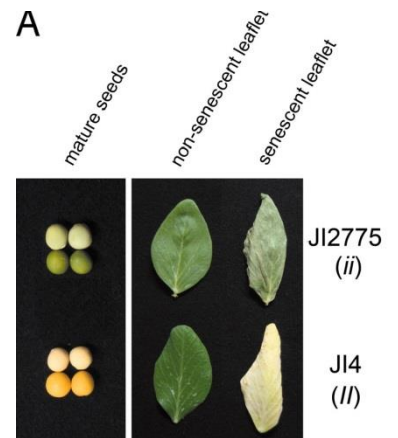 A
mature seeds
non-senescent leaflet
senescent leaflet
JI2775
(ii)
JI4
(II)